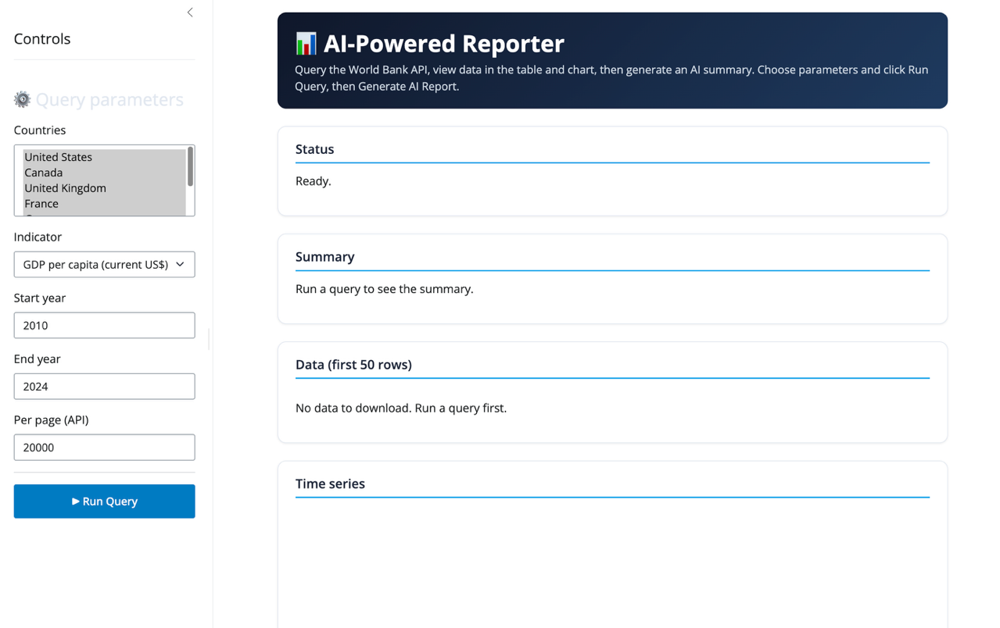 Controls
⚙️ Query parameters
Countries
United States
Canada
United Kingdom
France
Indicator
GDP per capita (current US$)
Start year
2010
End year
2024
Per page (API)
20000
▶ Run Query
📊 AI-Powered Reporter
Query the World Bank API, view data in the table and chart, then generate an AI summary. Choose parameters and click Run
Query, then Generate AI Report.
Status
Ready.
Summary
Run a query to see the summary.
Data (first 50 rows)
No data to download. Run a query first.
Time series